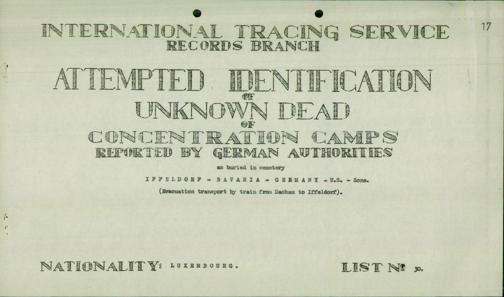 INTERNATIONAL TRACING SERVICE
17
RECORDS BRANCH
ATTEMPTED IDENTIFICATION
OF
UNKNOWN DEAD
OF
CONCENTRATION CAMPS
REPORTED BY GERMAN AUTHORITIES
as buried in cemetery
IFFELDORF - BAVARIA - GERMANY - U.S. - Zone.
(Evacuation transport by train from Dachau to Iffeldorf).
NATIONALITY: LUXEMBOURG. LIST Nº 30.